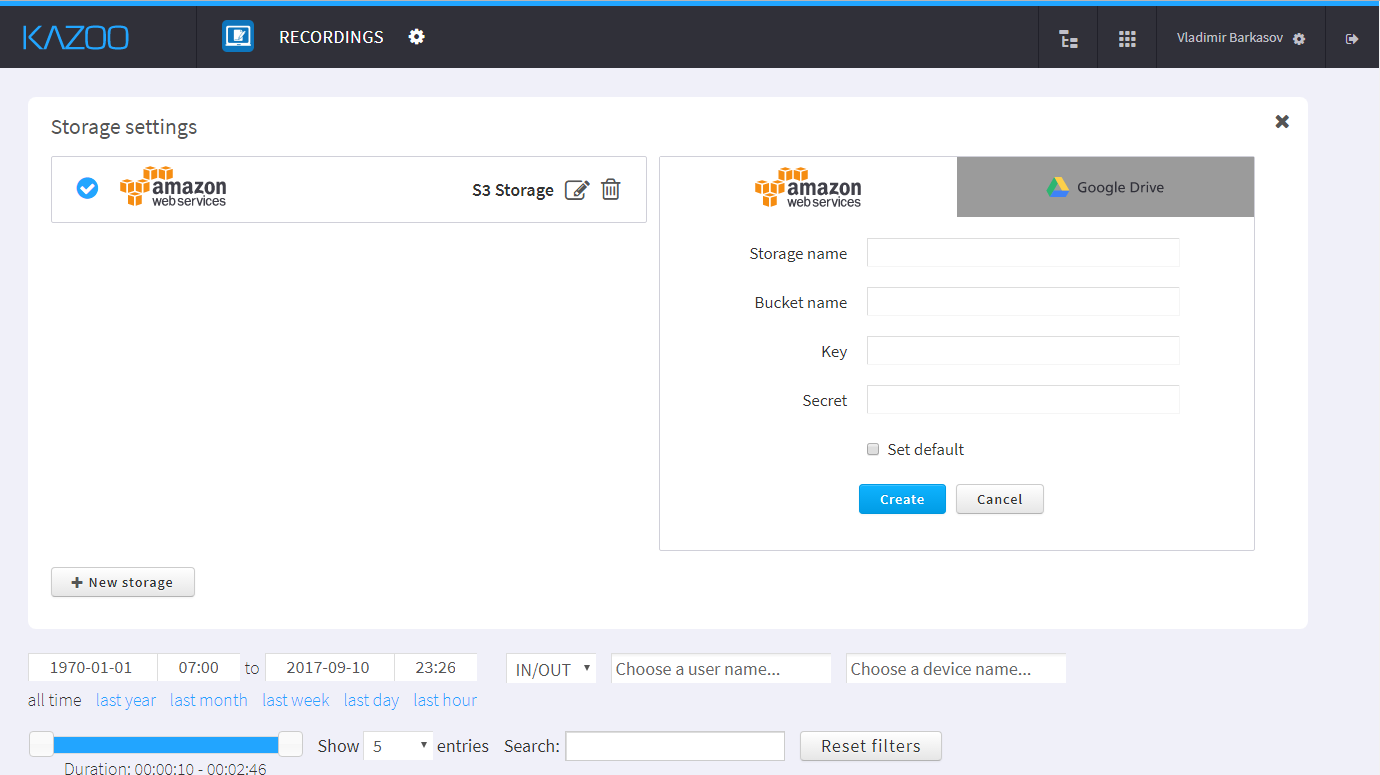 KAZOO RECORDINGS Vladimir Barkasov
Storage settings
amazon web services S3 Storage
amazon web services Google Drive
Storage name
Bucket name
Key
Secret
Set default
Create Cancel
New storage
1970-01-01 07:00 to 2017-09-10 23:26 IN/OUT Choose a user name... Choose a device name...
all time last year last month last week last day last hour
Show 5 entries Search: Reset filters
Duration: 00:00:10 - 00:02:46